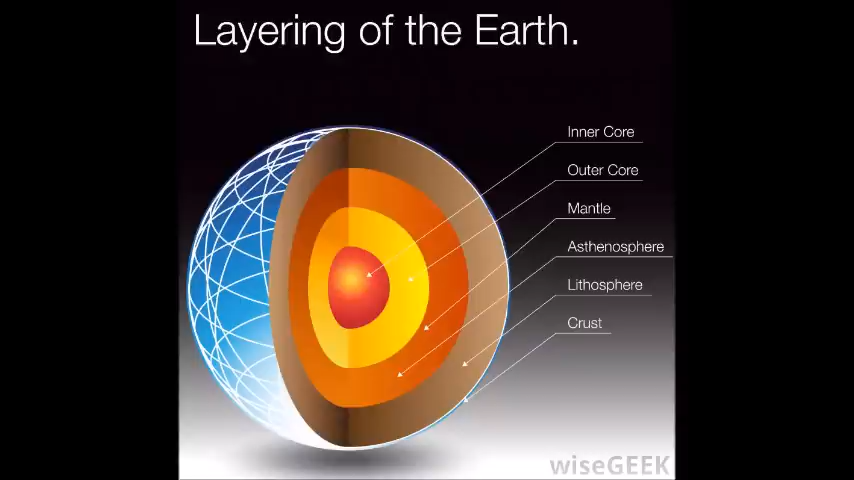 Layering of the Earth.
Inner Core
Outer Core
Mantle
Asthenosphere
Lithosphere
Crust
wiseGEEK